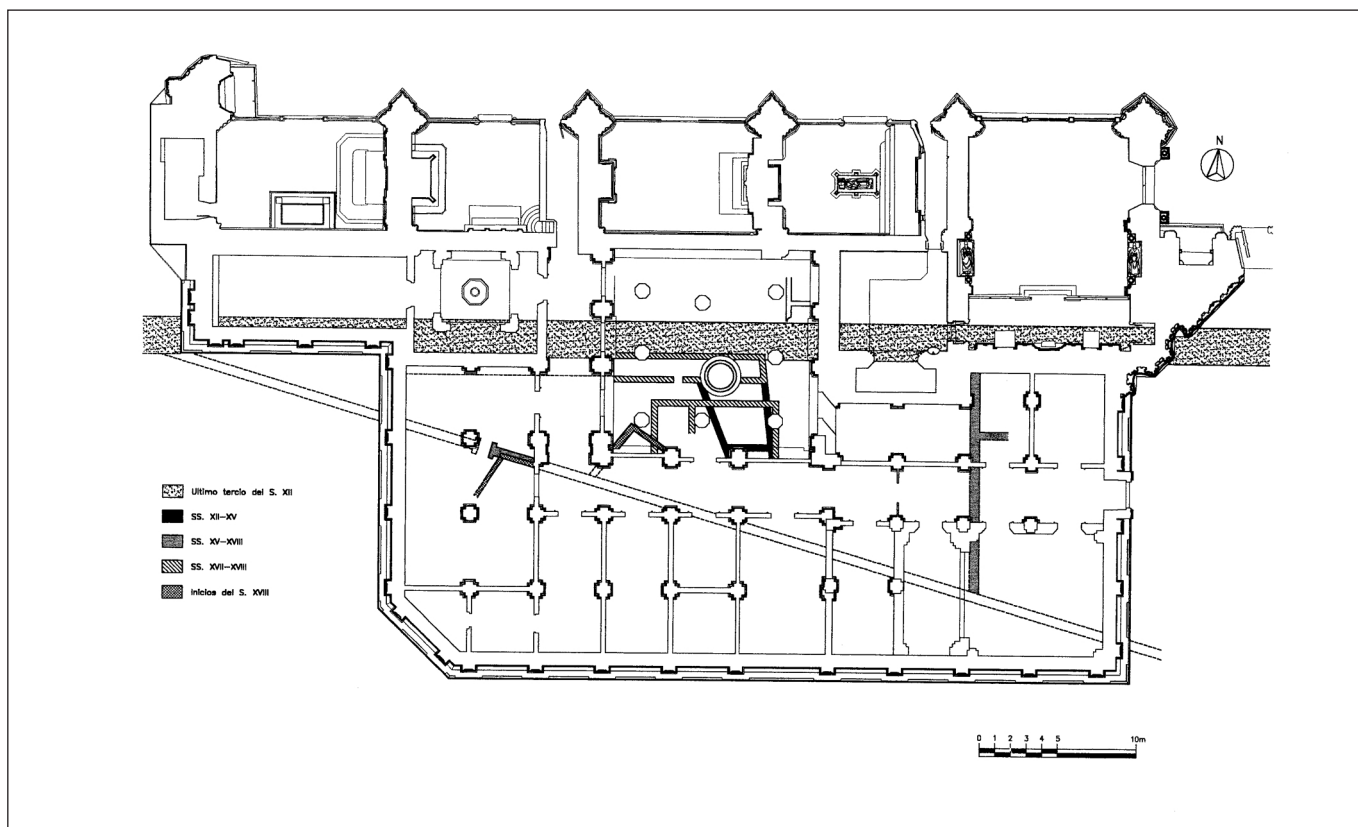 N
Ultimo tercio del S. XII
SS. XII-XV
SS. XV-XVIII
SS. XVII-XVIII
Inicios del S. XVIII
0 1 2 3 4 5 10m